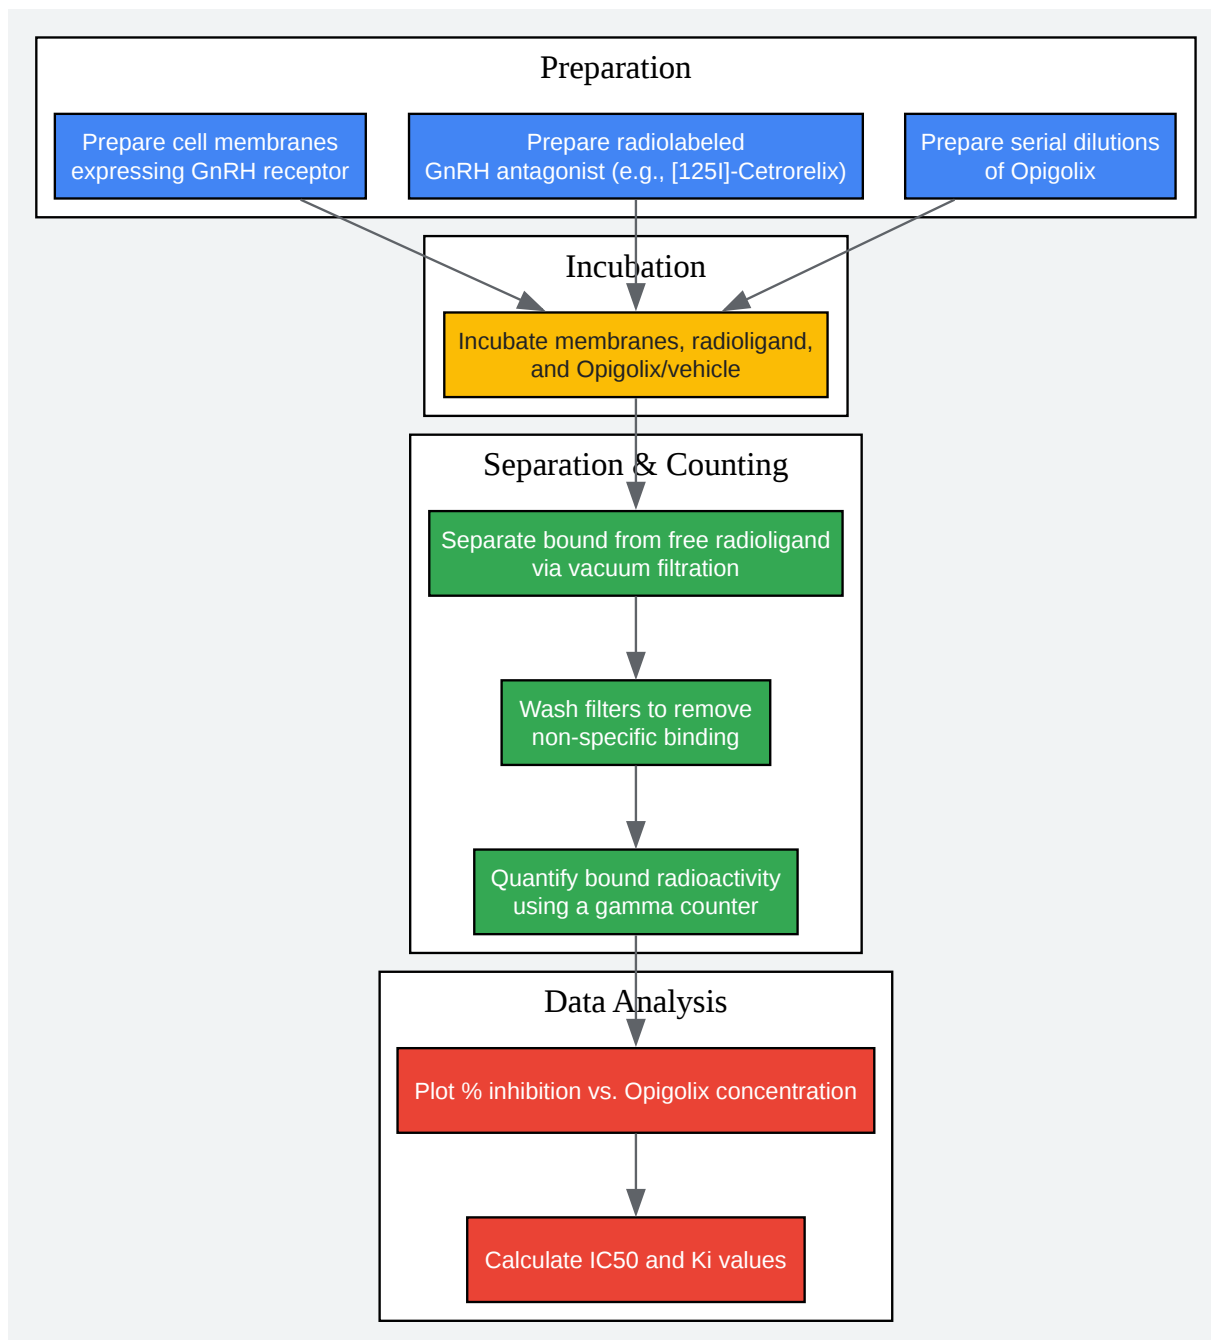 Preparation
Prepare cell membranes
expressing GnRH receptor
Prepare radiolabeled
GnRH antagonist (e.g., [125I]-Cetrorelix)
Prepare serial dilutions
of Opigolix
Incubation
Incubate membranes, radioligand,
and Opigolix/vehicle
Separation & Counting
Separate bound from free radioligand
via vacuum filtration
Wash filters to remove
non-specific binding
Quantify bound radioactivity
using a gamma counter
Data Analysis
Plot % inhibition vs. Opigolix concentration
Calculate IC50 and Ki values